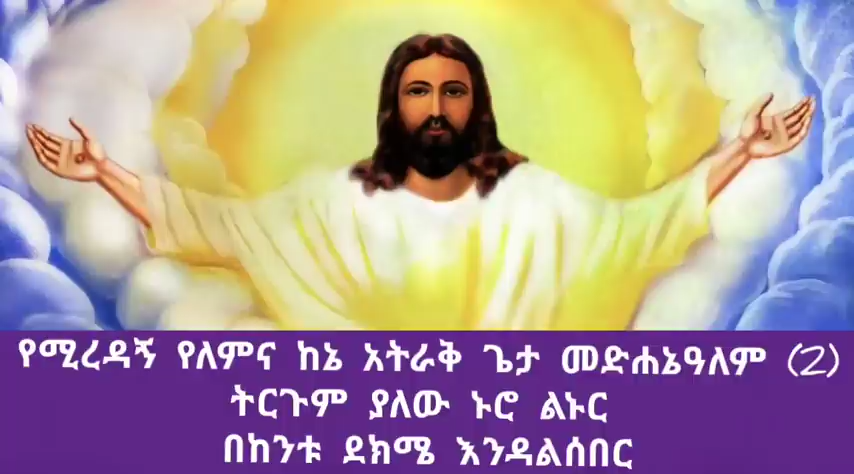 የሚረዳኝ የለምና ከኔ አትራቅ ጌታ መድሐኔዓለም (2)
ትርጉም ያለው ኑሮ ልኑር
በከንቱ ደክሜ እንዳልሰበር